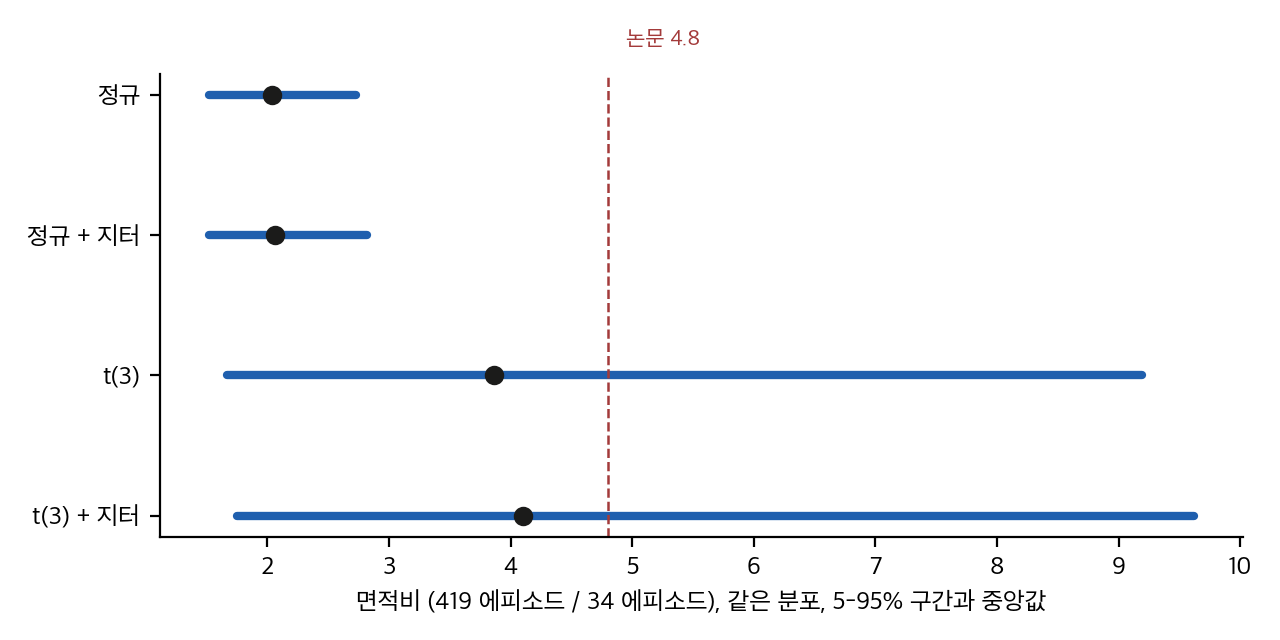 논문 4.8
정규
정규 + 지터
t(3)
t(3) + 지터
2 3 4 5 6 7 8 9 10
면적비 (419 에피소드 / 34 에피소드), 같은 분포, 5-95% 구간과 중앙값